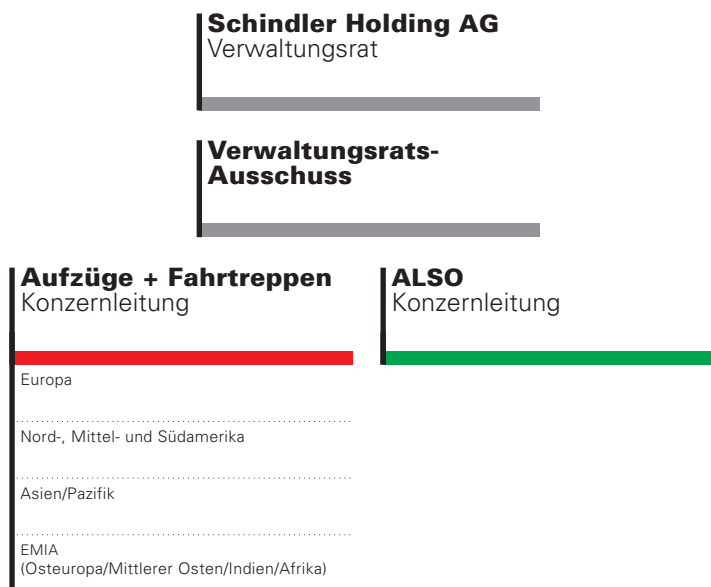 Schindler Holding AG
Verwaltungsrat
Verwaltungsrats-
Ausschuss
Aufzüge + Fahrtreppen
Konzernleitung
ALSO
Konzernleitung
Europa
Nord-, Mittel- und Südamerika
Asien/Pazifik
EMIA
(Osteuropa/Mittlerer Osten/Indien/Afrika)